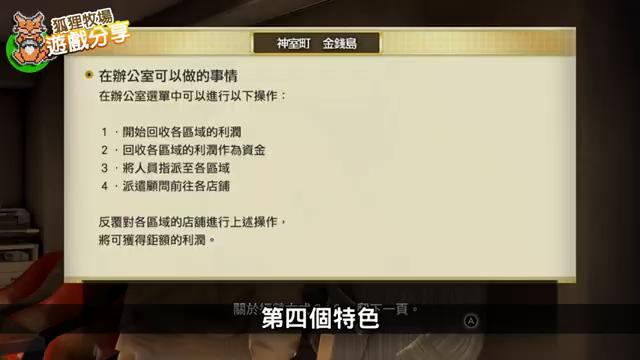 狐狸牧場
遊戲分享
神室町 金錢島
在辦公室可以做的事情
在辦公室選單中可以進行以下操作：
1．開始回收各區域的利潤
2．回收各區域的利潤作為資金
3．將人員指派至各區域
4．派遣顧問前往各店鋪
反覆對各區域的店鋪進行上述操作，
將可獲得鉅額的利潤。
第四個特色
A